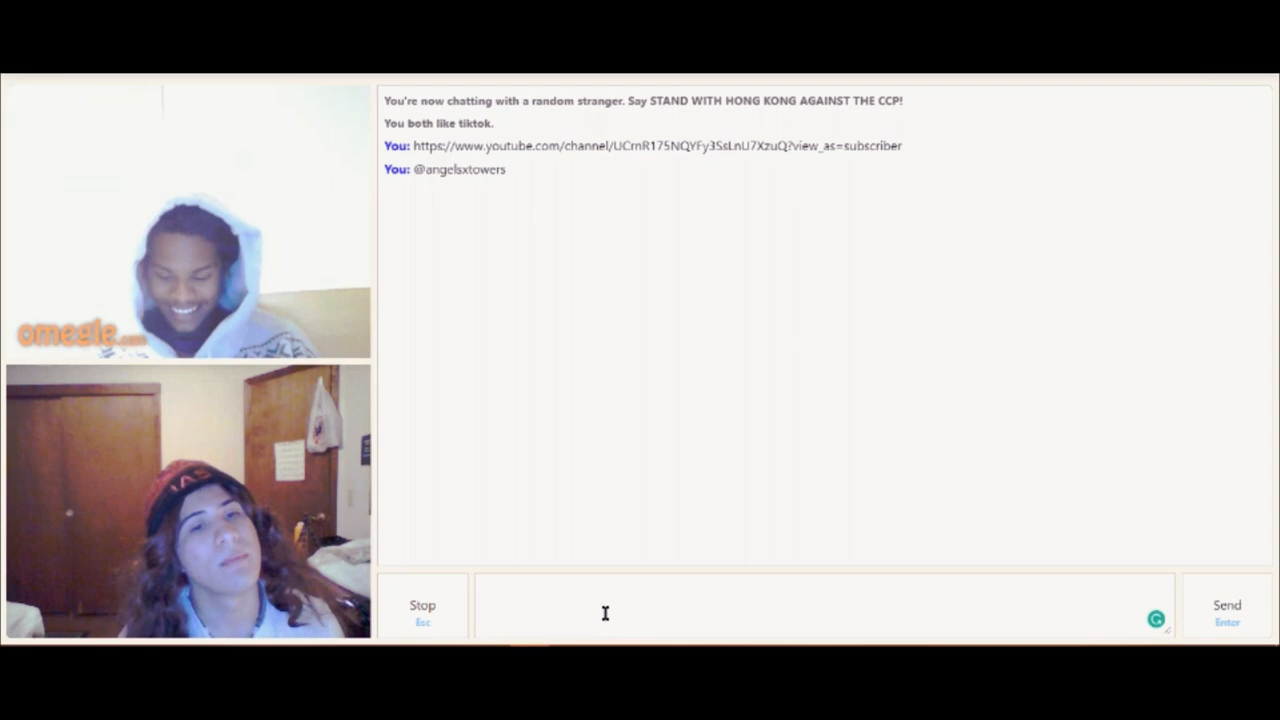 You're now chatting with a random stranger. Say STAND WITH HONG KONG AGAINST THE CCP!
You both like tiktok.
You: https://www.youtube.com/channel/UCrnR175NQYFy3SsLnU7XzuQ?view_as=subscriber
You: @angelsxtowers
omegle.com
Stop
Esc
Send
Enter